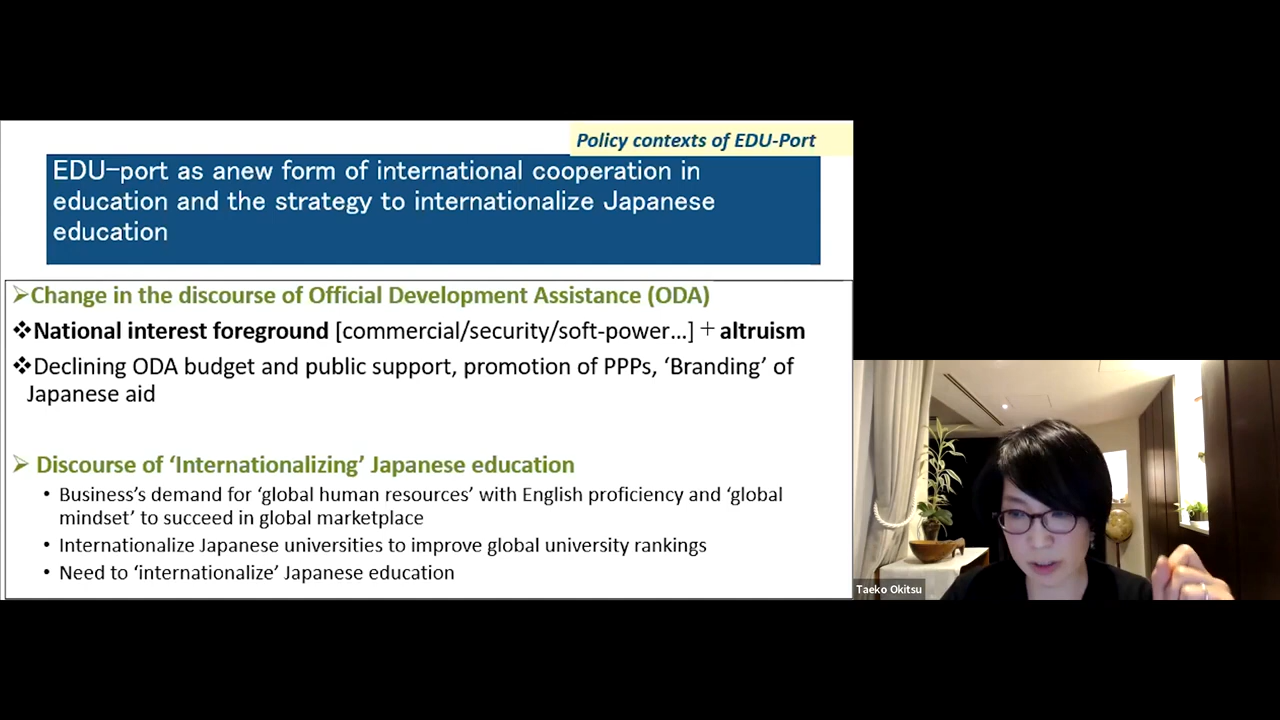 Policy contexts of EDU-Port
EDU-port as anew form of international cooperation in
education and the strategy to internationalize Japanese
education
➢Change in the discourse of Official Development Assistance (ODA)
❖National interest foreground [commercial/security/soft-power…] + altruism
❖Declining ODA budget and public support, promotion of PPPs, ‘Branding’ of
Japanese aid
➢ Discourse of ‘Internationalizing’ Japanese education
• Business’s demand for ‘global human resources’ with English proficiency and ‘global
mindset’ to succeed in global marketplace
• Internationalize Japanese universities to improve global university rankings
• Need to ‘internationalize’ Japanese education
Taeko Okitsu